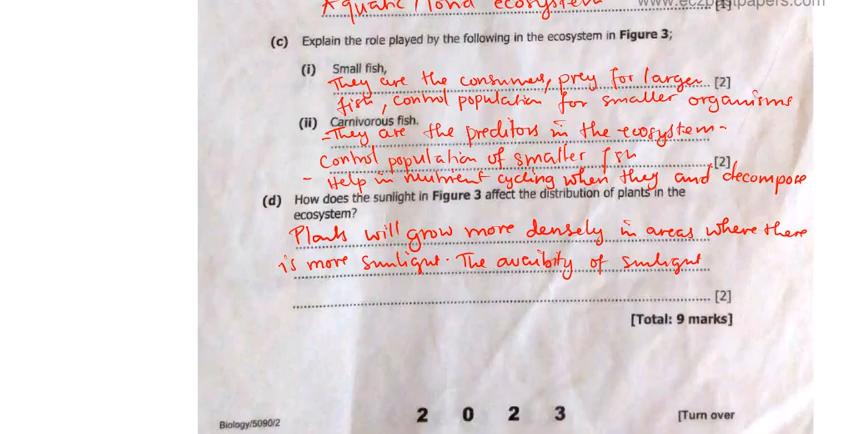 Aquatic / Pond ecosystem
www.eczpastpapers.com
[1]
(c) Explain the role played by the following in the ecosystem in Figure 3;
(i) Small fish,
They are the consumers, prey for larger [2]
fish, control population for smaller organisms
(ii) Carnivorous fish.
- They are the preditors in the ecosystem -
Control population of smaller fish [2]
- Help in nutrient cycling when they and decompose
(d) How does the sunlight in Figure 3 affect the distribution of plants in the
ecosystem?
Plants will grow more densely in areas where there
is more sunlight. The avaibity of sunlight
[2]
[Total: 9 marks]
2 0 2 3
Biology/5090/2
[Turn over